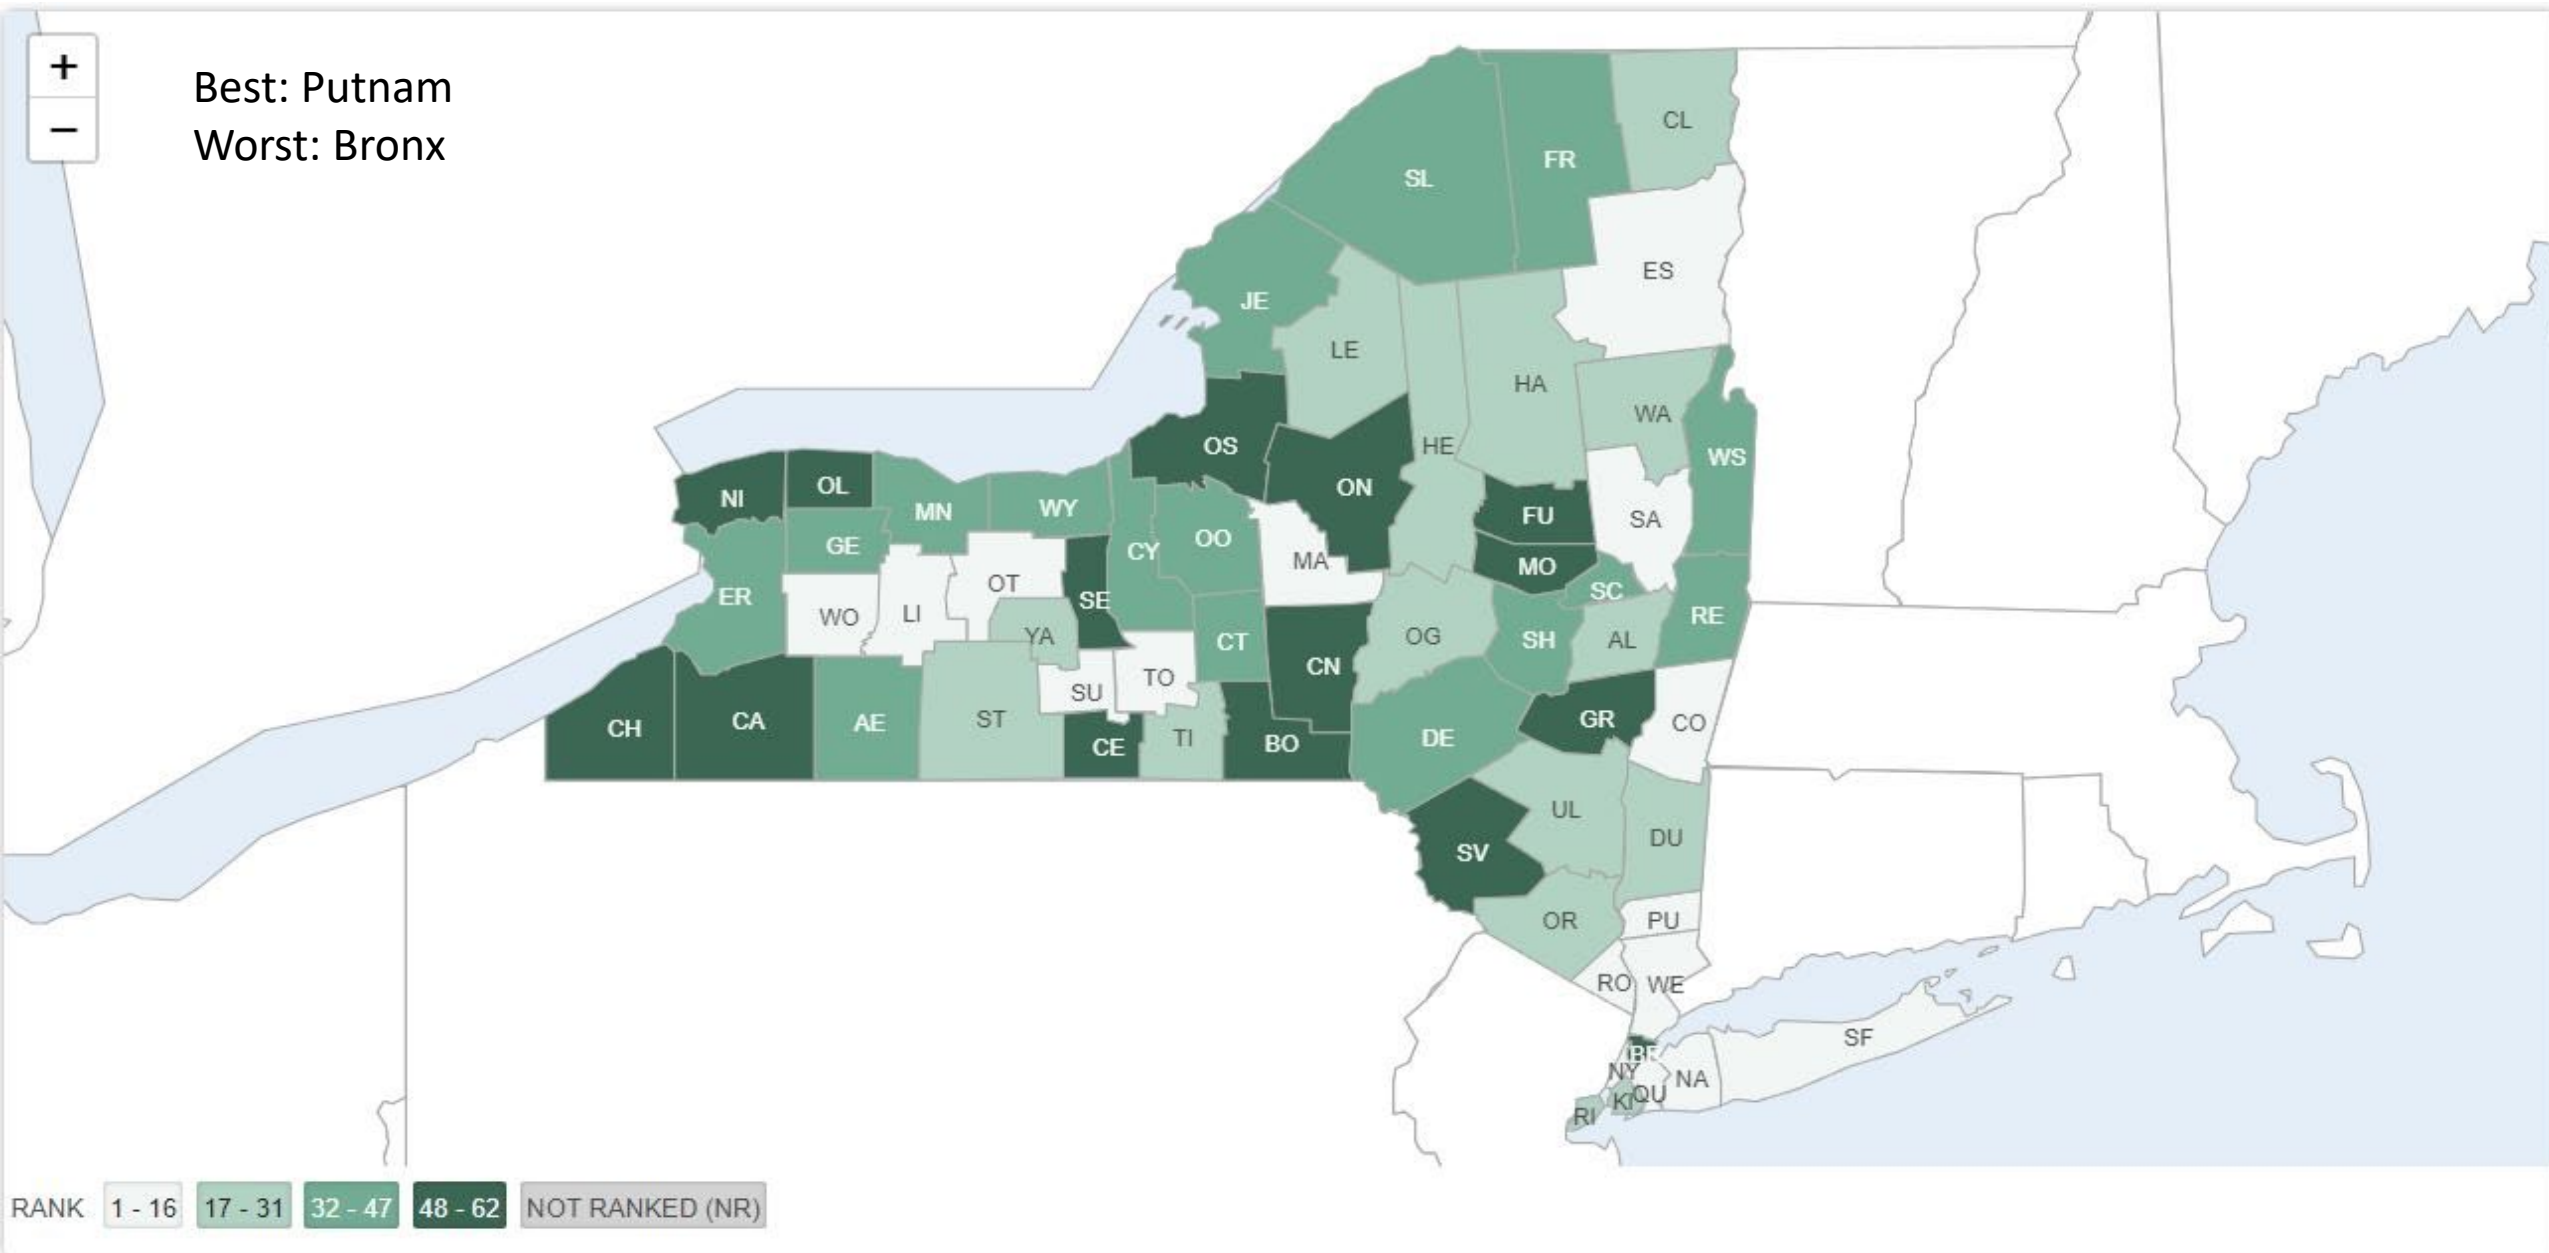 +
−
Best: Putnam
Worst: Bronx
CL
FR
SL
ES
JE
LE
HA
WA
OS
HE
WS
ON
OL
NI
WY
MN
FU
SA
OO
GE
CY
MA
MO
OT
SC
ER
SE
LI
WO
RE
YA
OG
SH
AL
CT
CN
TO
SU
ST
CA
AE
CH
GR
CO
DE
TI
BO
CE
UL
DU
SV
OR
PU
RO
WE
SF
BR
NY
NA
QU
KI
RI
RANK 1 - 16 17 - 31 32 - 47 48 - 62 NOT RANKED (NR)